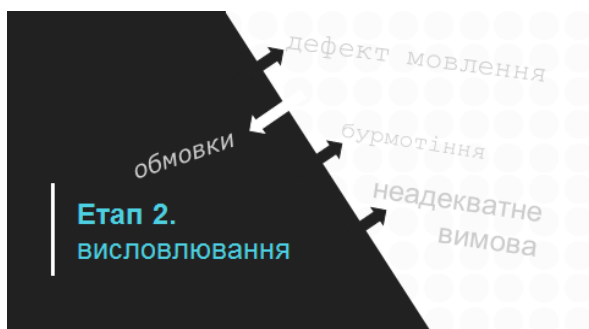 дефект мовлення
обмовки
бурмотіння
Етап 2.
висловлювання
неадекватне
вимова